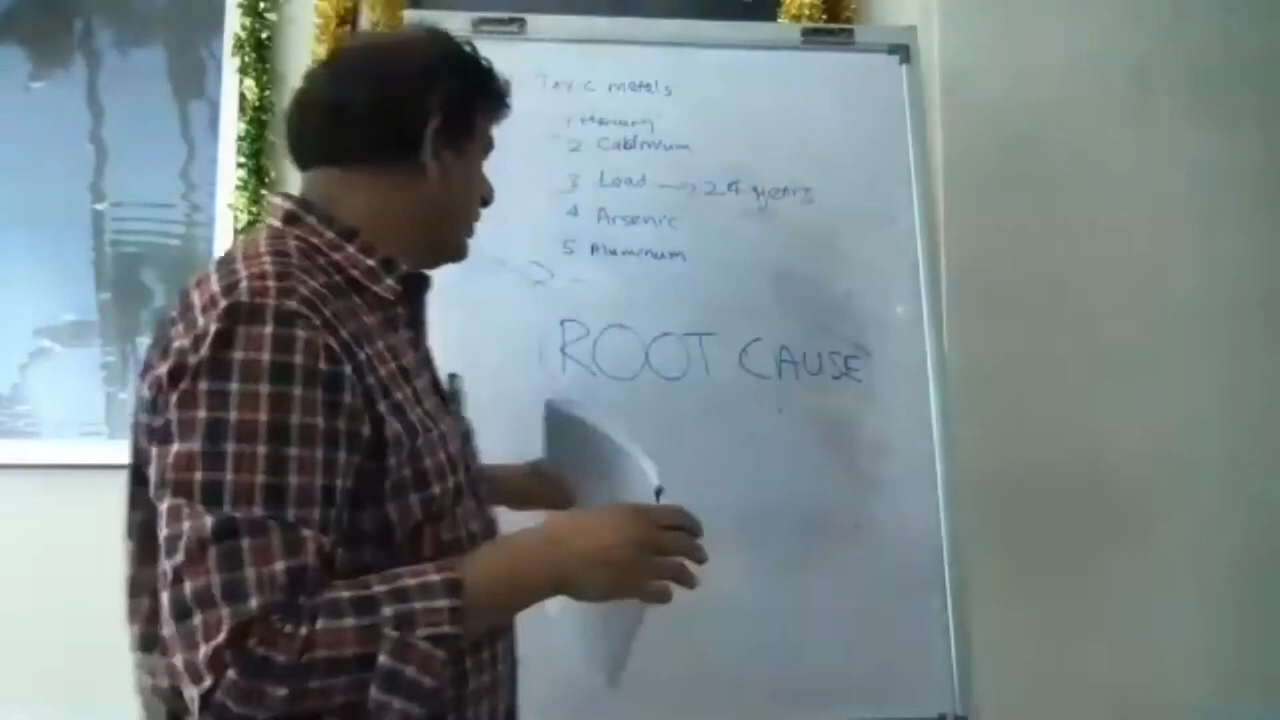 Toxic metals
1 Mercury
2 Cadmium
3 Lead → 24 years
4 Arsenic
5 Aluminum
ROOT CAUSE